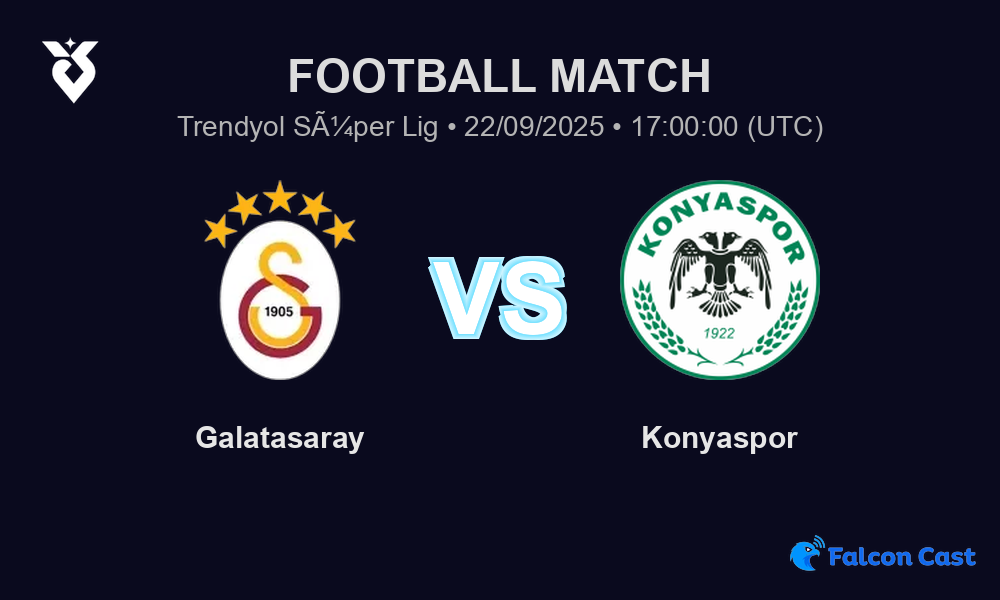 FOOTBALL MATCH
Trendyol SÃ¼per Lig • 22/09/2025 • 17:00:00 (UTC)
1905
KONYASPOR
1922
VS
Galatasaray
Konyaspor
Falcon Cast